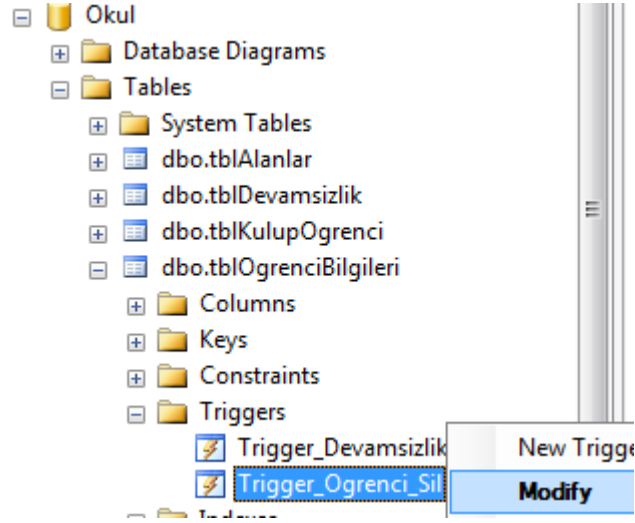 Okul
Database Diagrams
Tables
System Tables
dbo.tblAlanlar
dbo.tblDevamsizlik
dbo.tblKulupOgrenci
dbo.tblOgrenciBilgileri
Columns
Keys
Constraints
Triggers
Trigger_Devamsizlik New Trigge
Trigger_Ogrenci_Sil Modify
Indexes